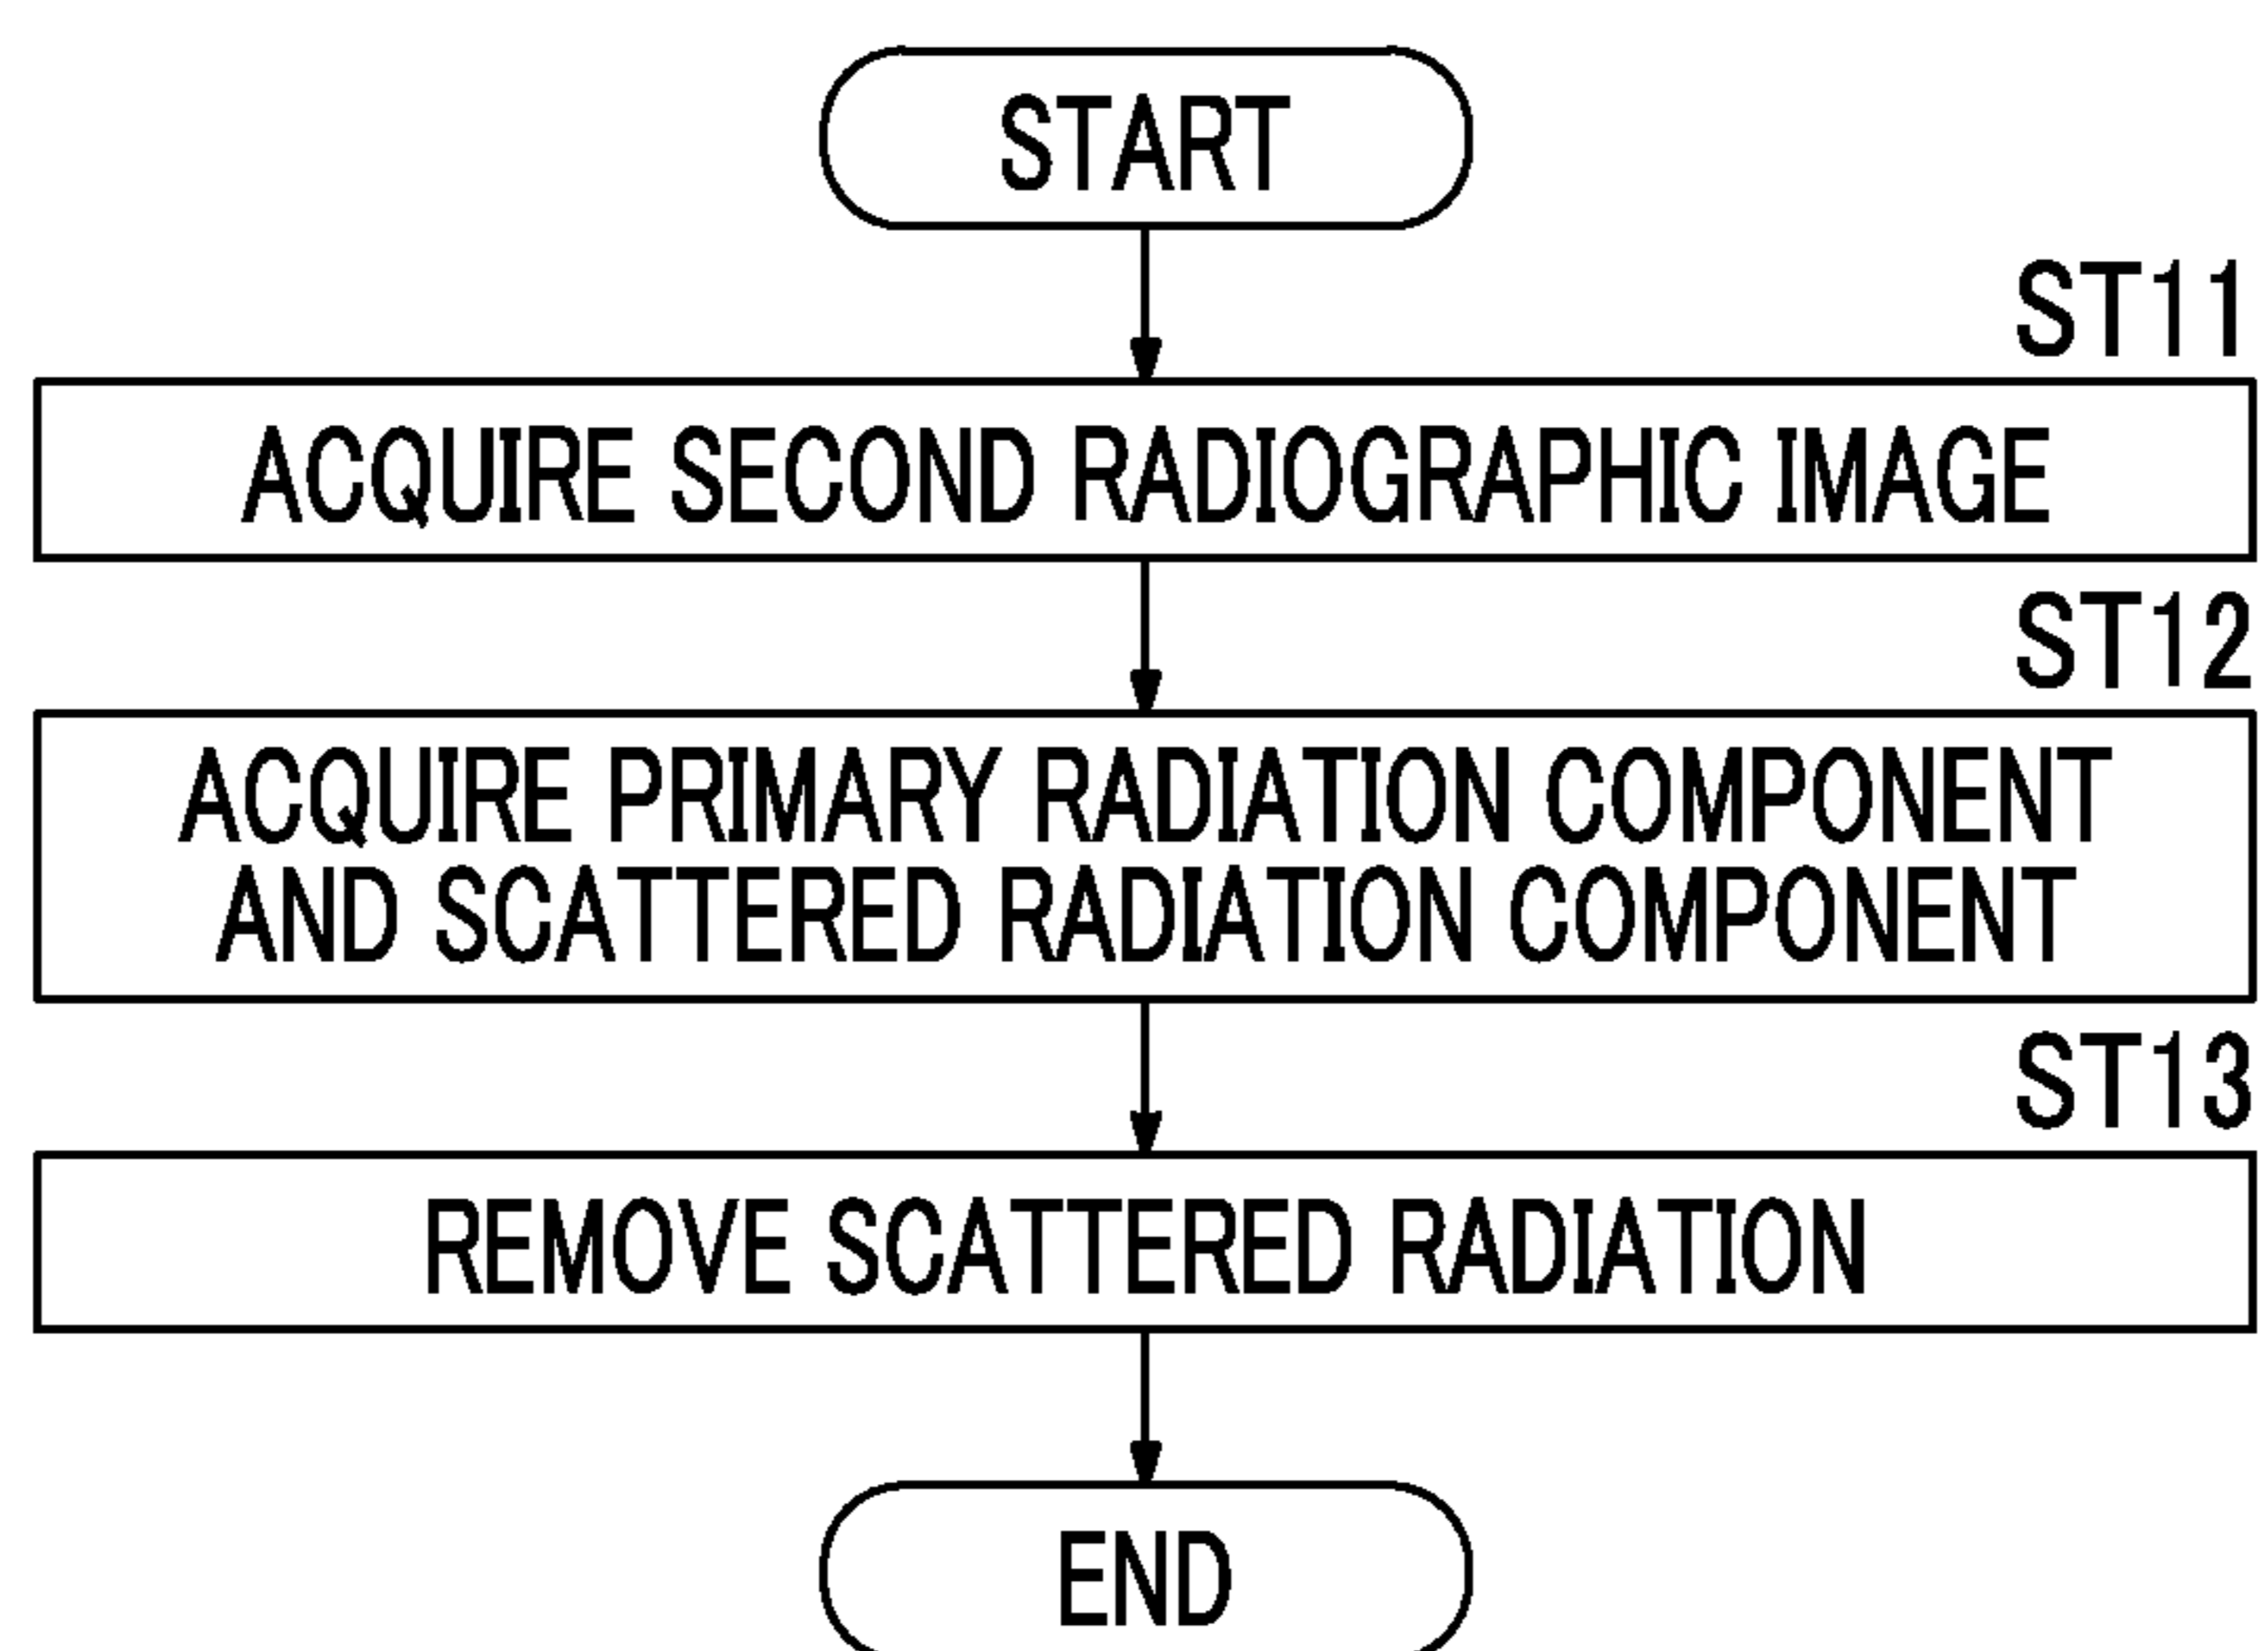 START
ST11
ACQUIRE SECOND RADIOGRAPHIC IMAGE
ST12
ACQUIRE PRIMARY RADIATION COMPONENT
AND SCATTERED RADIATION COMPONENT
ST13
REMOVE SCATTERED RADIATION
END